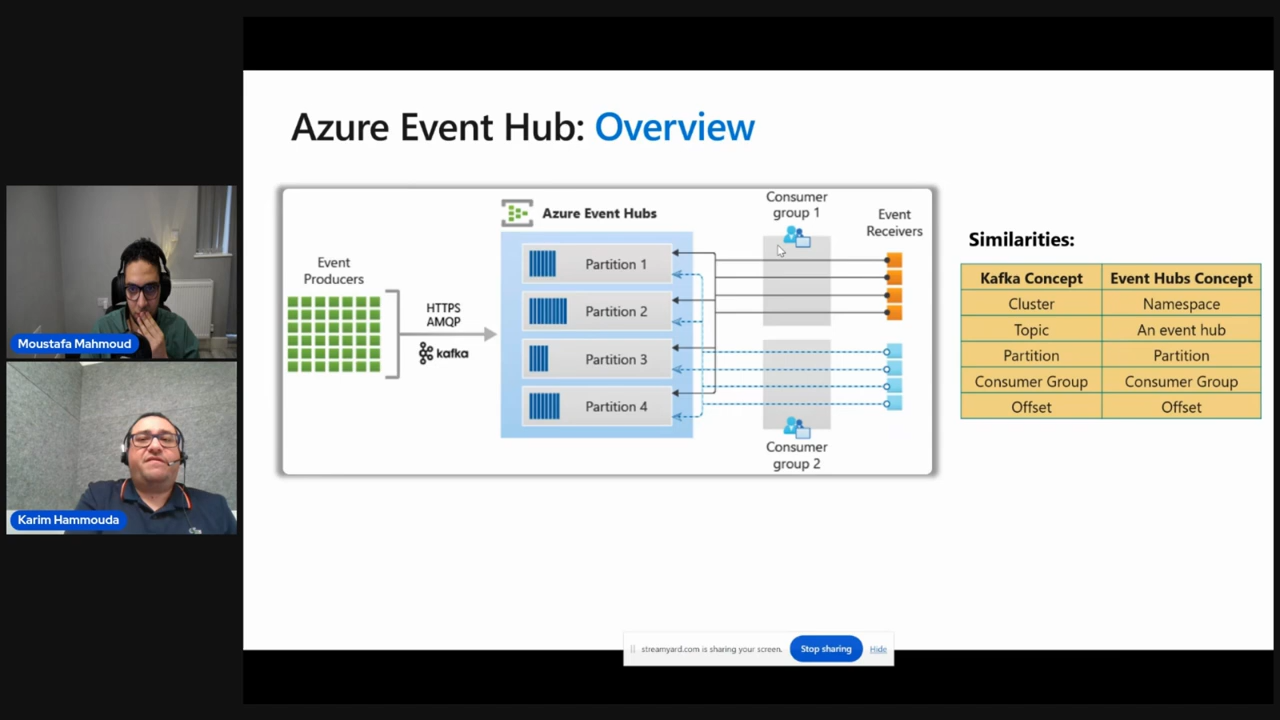 Azure Event Hub: Overview
Moustafa Mahmoud
Karim Hammouda
Event
Producers
HTTPS
AMQP
kafka
Azure Event Hubs
Partition 1
Partition 2
Partition 3
Partition 4
Consumer
group 1
Consumer
group 2
Event
Receivers
Similarities:
Kafka Concept Event Hubs Concept
Cluster Namespace
Topic An event hub
Partition Partition
Consumer Group Consumer Group
Offset Offset
streamyard.com is sharing your screen. Stop sharing Hide